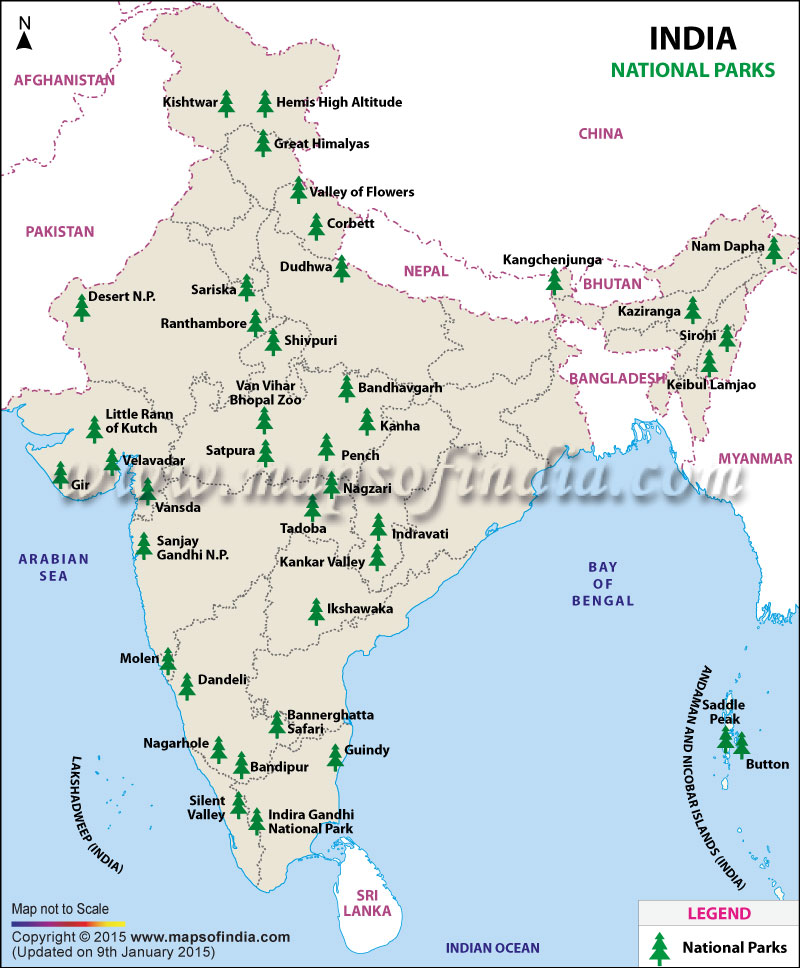 N
INDIA
NATIONAL PARKS
AFGHANISTAN
Kishtwar
Hemis High Altitude
CHINA
Great Himalyas
Valley of Flowers
Corbett
PAKISTAN
Nam Dapha
Kangchenjunga
Dudhwa
NEPAL
BHUTAN
Sariska
Desert N.P.
Kaziranga
Ranthambore
Sirohi
Shivpuri
BANGLADESH
Keibul Lamjao
Van Vihar
Bhopal Zoo
Bandhavgarh
Little Rann
of Kutch
Kanha
Satpura
Pench
Velavadar
MYANMAR
Gir
www.mapsofindia.com
Nagzari
Vansda
Tadoba
Indravati
Sanjay
Gandhi N.P.
Kankar Valley
ARABIAN
SEA
BAY
OF
BENGAL
Ikshawaka
Molen
Dandeli
Bannerghatta
Safari
Nagarhole
Guindy
Bandipur
Saddle
Peak
Button
ANDAMAN AND NICOBAR ISLANDS (INDIA)
LAKSHADWEEP (INDIA)
Silent
Valley
Indira Gandhi
National Park
SRI
LANKA
INDIAN OCEAN
Map not to Scale
Copyright © 2015 www.mapsofindia.com
(Updated on 9th January 2015)
LEGEND
National Parks